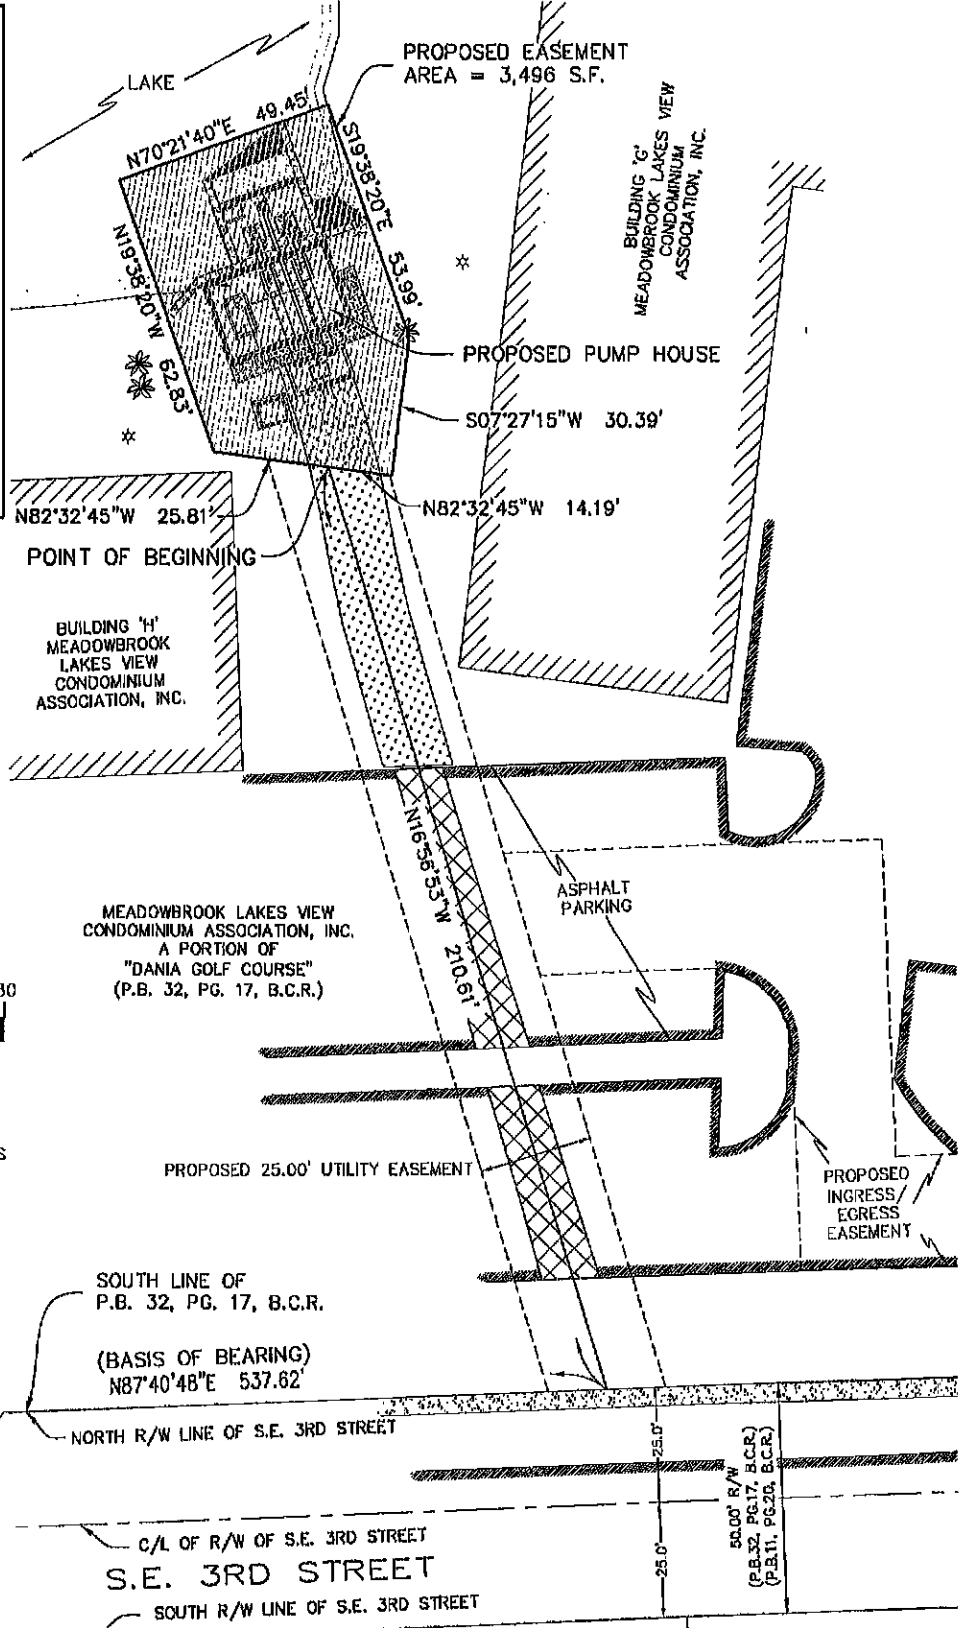 LAKE
PROPOSED EASEMENT
AREA = 3,496 S.F.
N70°21'40"E 49.45'
S19°38'20"E 53.99'
N19°38'20"W 62.83'
BUILDING 'G'
MEADOWBROOK LAKES VIEW
CONDOMINIUM
ASSOCIATION, INC.
PROPOSED PUMP HOUSE
S07°27'15"W 30.39'
N82°32'45"W 14.19'
N82°32'45"W 25.81'
POINT OF BEGINNING
BUILDING 'H'
MEADOWBROOK
LAKES VIEW
CONDOMINIUM
ASSOCIATION, INC.
N16°56'53"W 210.61'
ASPHALT
PARKING
MEADOWBROOK LAKES VIEW
CONDOMINIUM ASSOCIATION, INC.
A PORTION OF
"DANIA GOLF COURSE"
(P.B. 32, PG. 17, B.C.R.)
PROPOSED 25.00' UTILITY EASEMENT
PROPOSED
INGRESS/
EGRESS
EASEMENT
SOUTH LINE OF
P.B. 32, PG. 17, B.C.R.
(BASIS OF BEARING)
N87°40'48"E 537.62'
NORTH R/W LINE OF S.E. 3RD STREET
25.0'
25.0'
50.00' R/W
(P.B.32, PG.17, B.C.R.)
(P.B.11, PG.20, B.C.R.)
C/L OF R/W OF S.E. 3RD STREET
S.E. 3RD STREET
SOUTH R/W LINE OF S.E. 3RD STREET